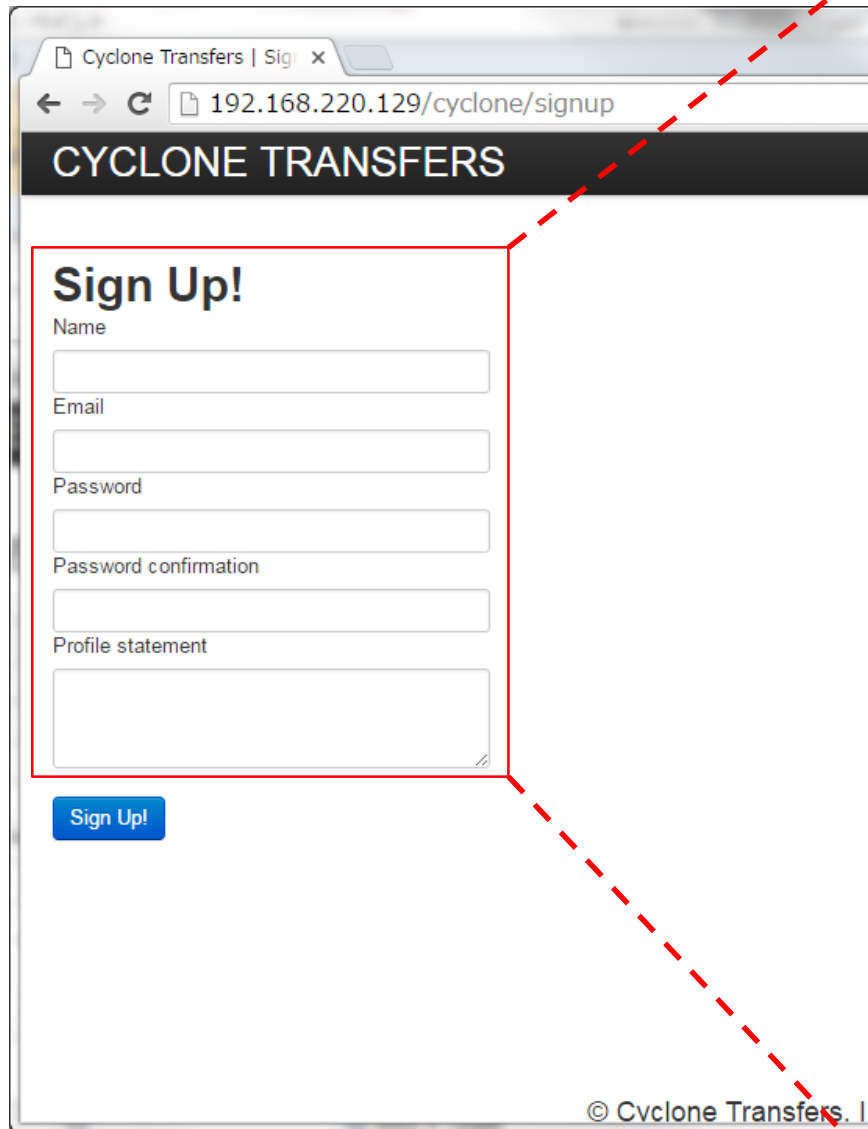 Cyclone Transfers | Sig
192.168.220.129/cyclone/signup
CYCLONE TRANSFERS
Sign Up!
Name
Email
Password
Password confirmation
Profile statement
Sign Up!
© Cyclone Transfers. I